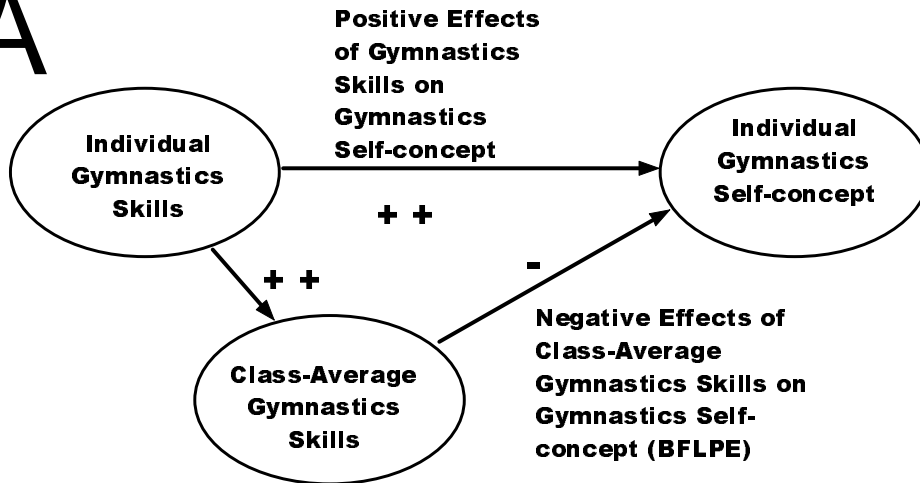 A
Positive Effects
of Gymnastics
Skills on
Gymnastics
Self-concept
Individual
Gymnastics
Skills
Individual
Gymnastics
Self-concept
+ +
+ +
-
Class-Average
Gymnastics
Skills
Negative Effects of
Class-Average
Gymnastics Skills on
Gymnastics Self-
concept (BFLPE)